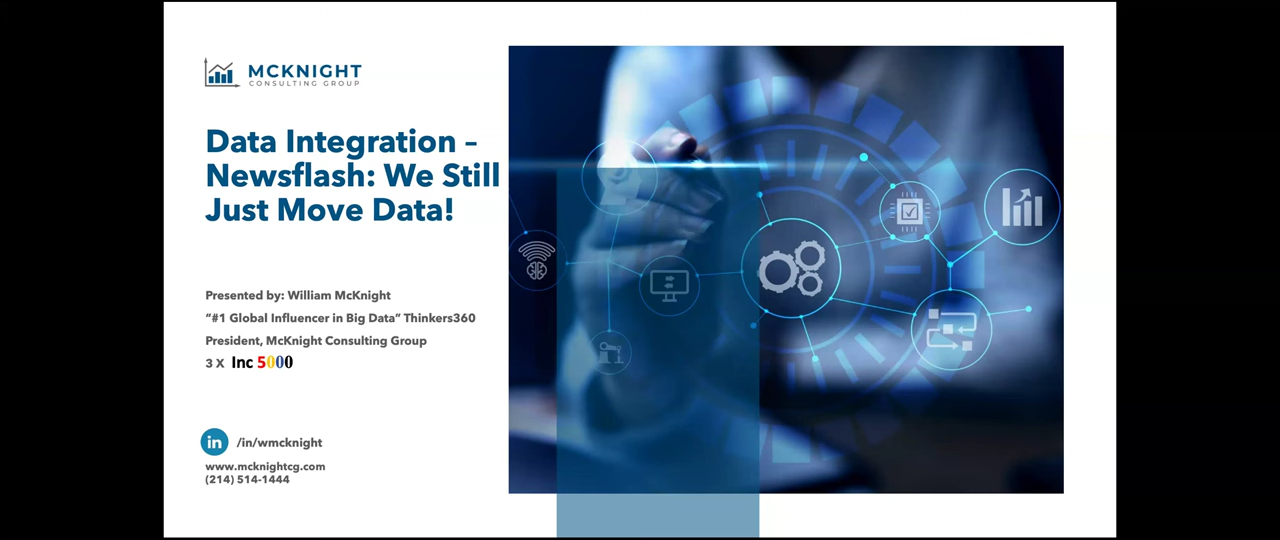 MCKNIGHT
CONSULTING GROUP
Data Integration –
Newsflash: We Still
Just Move Data!
Presented by: William McKnight
“#1 Global Influencer in Big Data” Thinkers360
President, McKnight Consulting Group
3 X Inc 5000
in /in/wmcknight
www.mcknightcg.com
(214) 514-1444